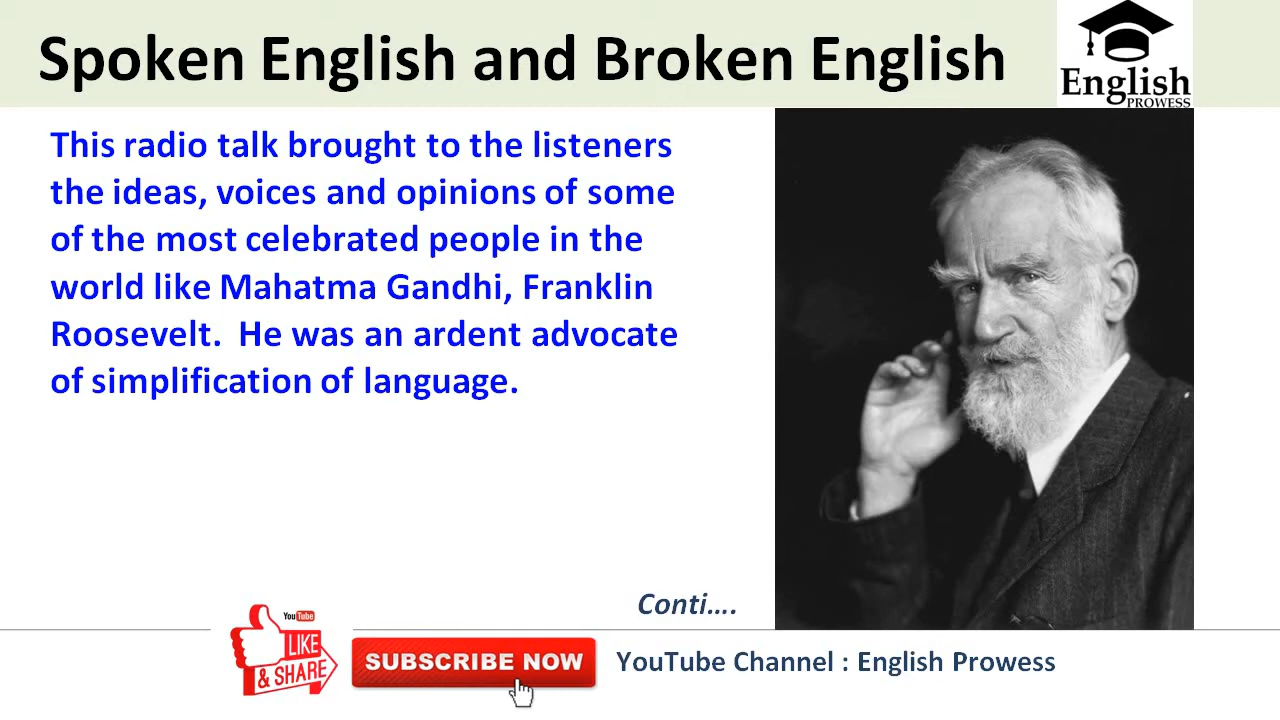 Spoken English and Broken English
English
PROWESS
This radio talk brought to the listeners
the ideas, voices and opinions of some
of the most celebrated people in the
world like Mahatma Gandhi, Franklin
Roosevelt.  He was an ardent advocate
of simplification of language.
Conti....
YouTube
LIKE
& SHARE
SUBSCRIBE NOW
YouTube Channel : English Prowess